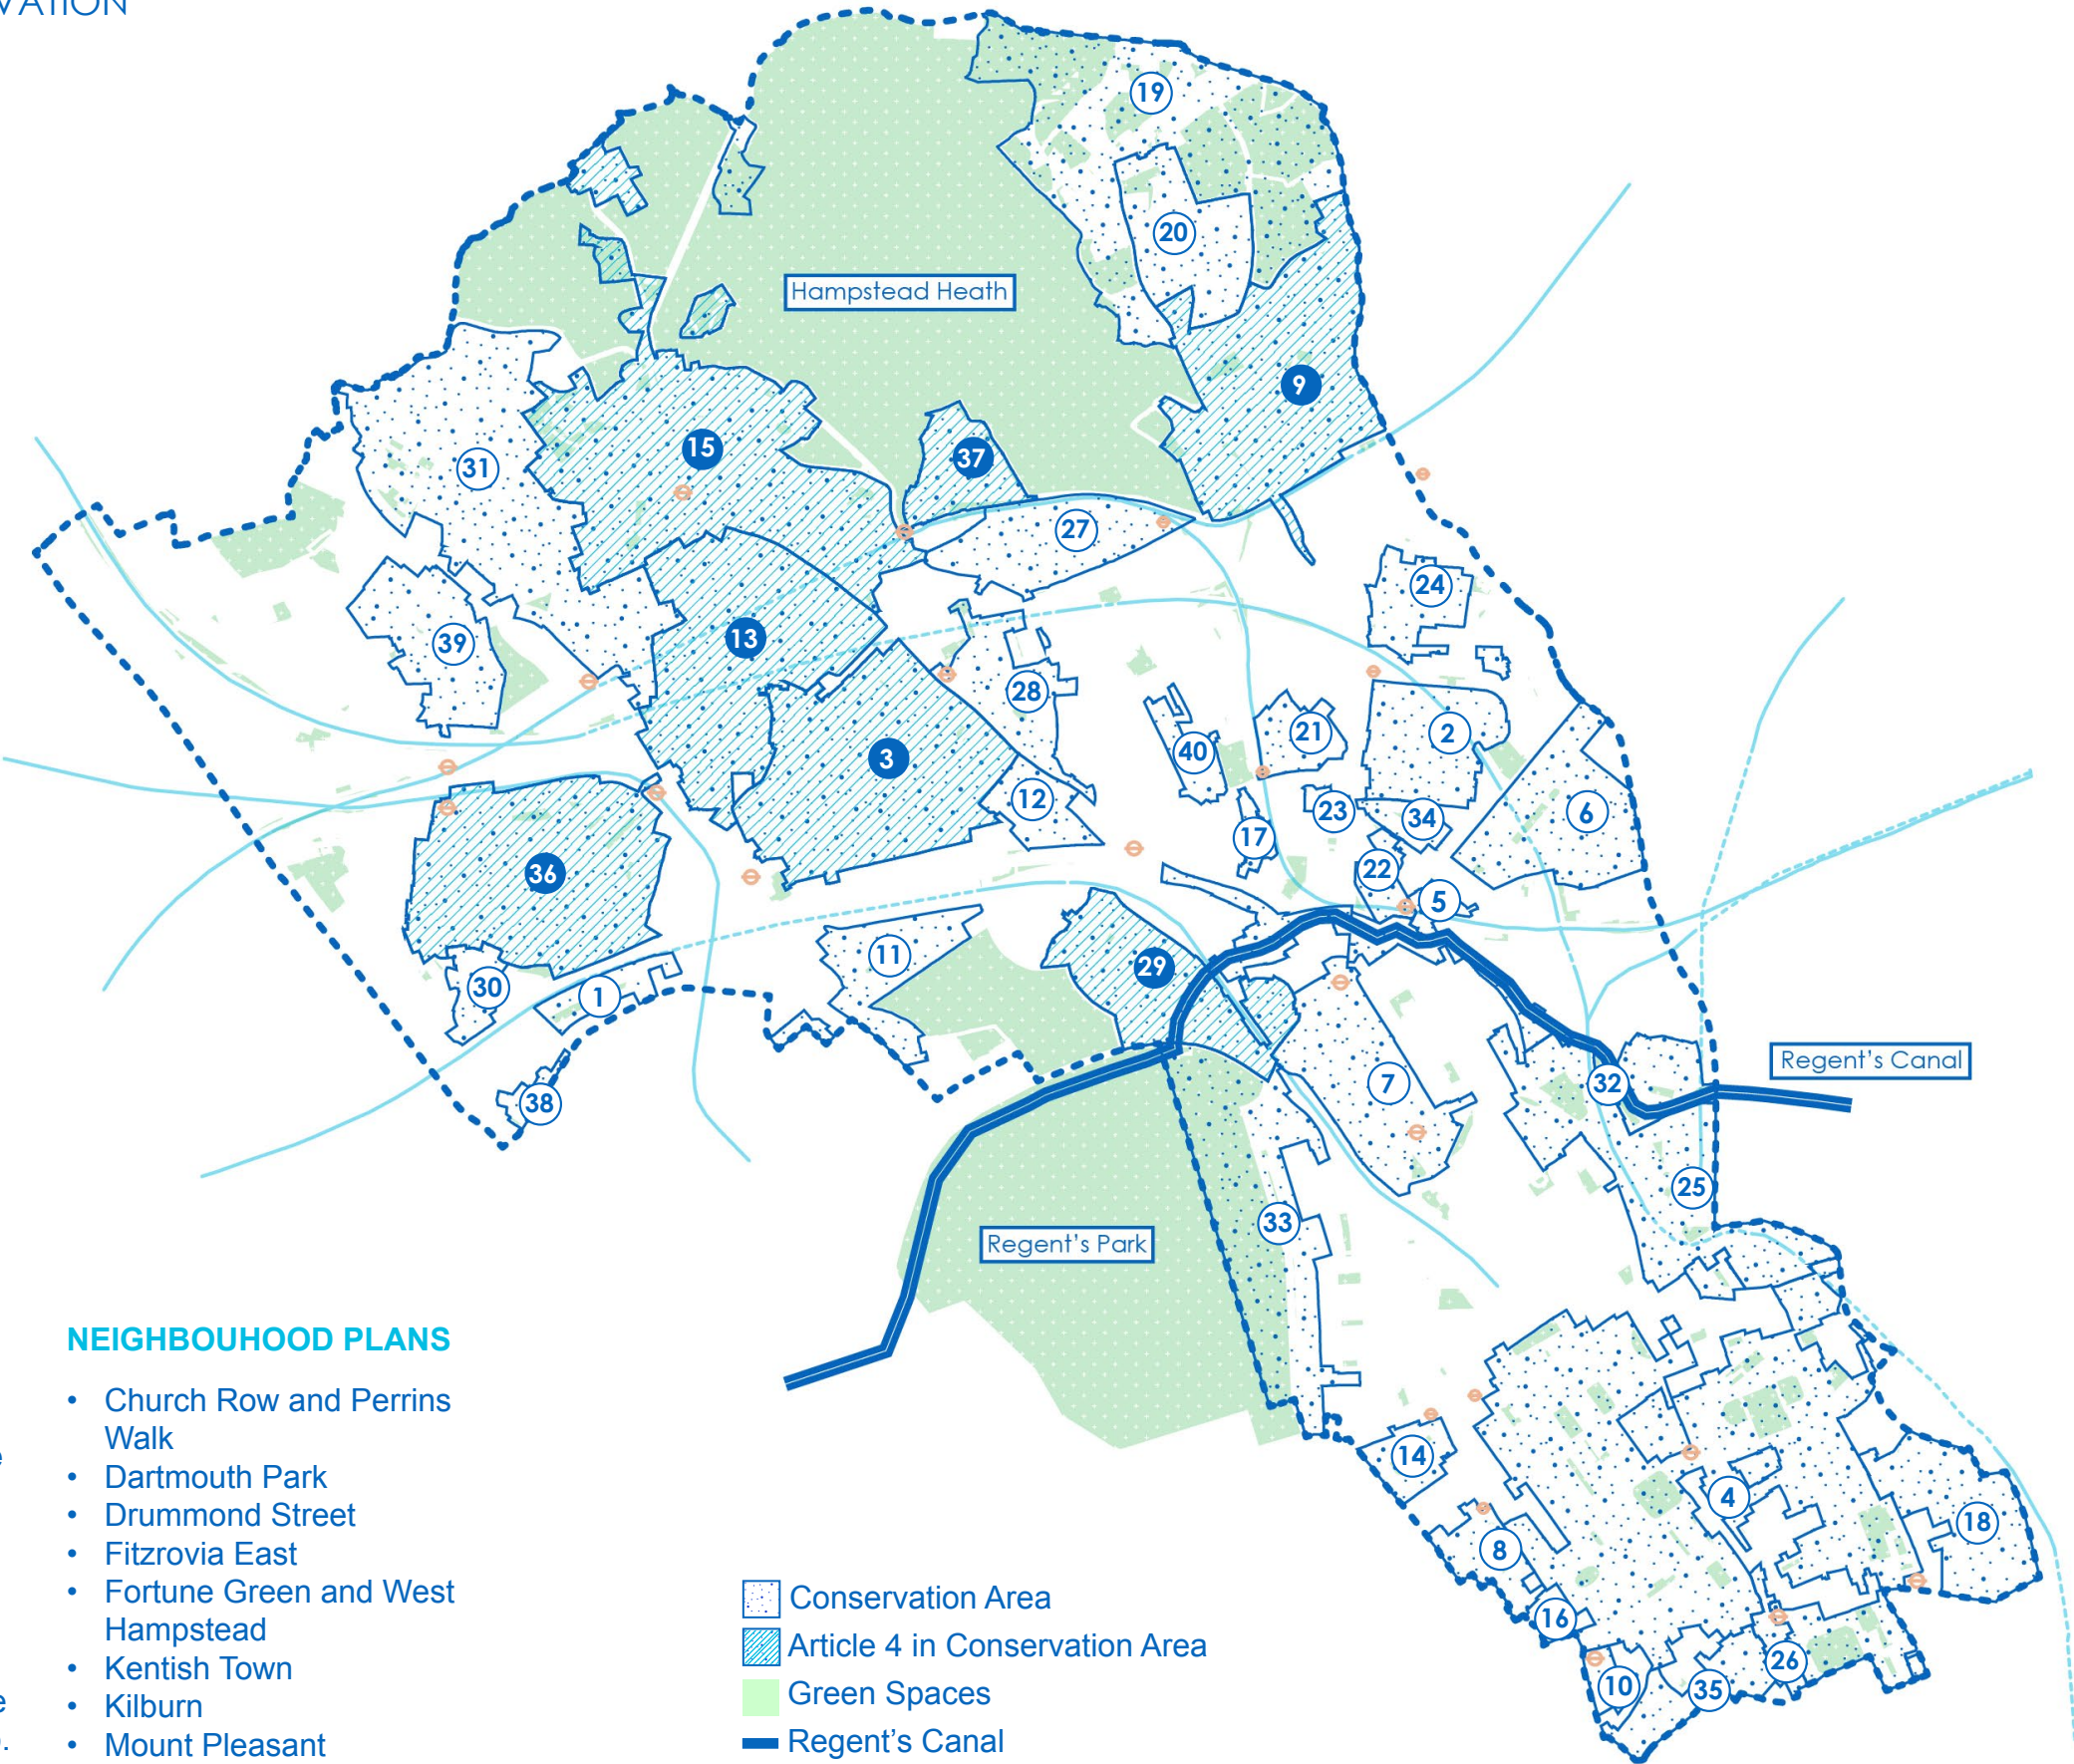 VATION
19
20
Hampstead Heath
9
15
37
31
27
24
39
13
28
21
2
40
3
12
23
34
6
17
22
36
5
11
29
30
1
Regent's Canal
38
7
32
25
33
Regent's Park
NEIGHBOUHOOD PLANS
• Church Row and Perrins
Walk
• Dartmouth Park
• Drummond Street
• Fitzrovia East
• Fortune Green and West
Hampstead
• Kentish Town
• Kilburn
• Mount Pleasant
e
e
.
14
4
18
8
16
26
10
35
Conservation Area
Article 4 in Conservation Area
Green Spaces
Regent's Canal